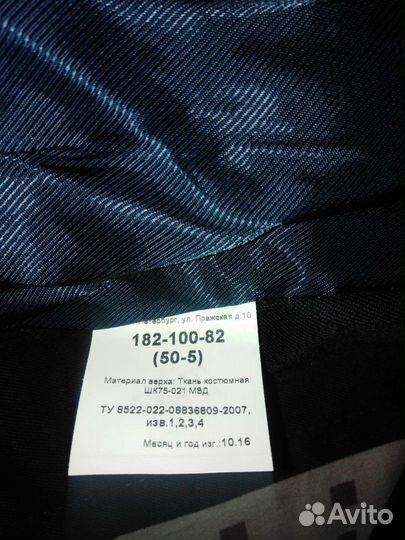 Петербург, ул. Пражская д.10
182-100-82
(50-5)
Материал верха: Ткань костюмная
ШК75-021 МВД
ТУ 8522-022-08836809-2007,
изв.1,2,3,4
Месяц и год изг.:10.16
Avito